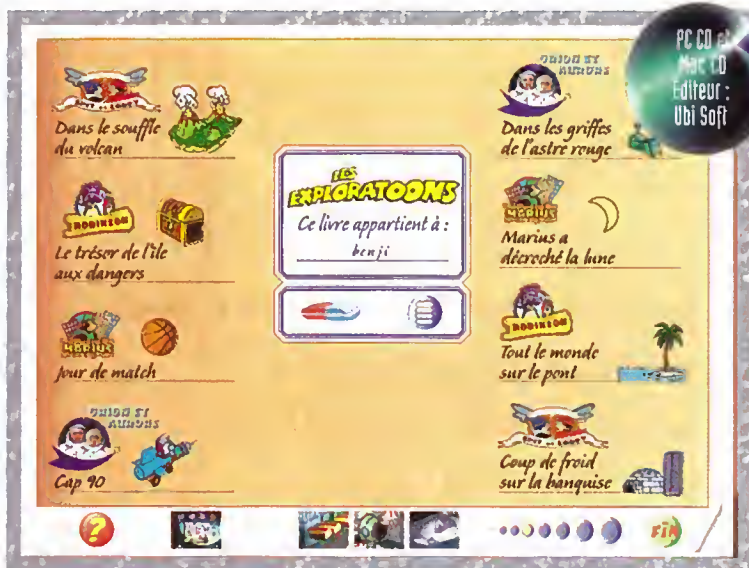 PC CD et
Mac CD
Editeur :
Ubi Soft
Dans le souffle
du volcan
ROBINSON
Le trésor de l'île
aux dangers
MARIUS
Jour de match
ORION ET
AURORE
Cap 90
LES
EXPLORATOONS
Ce livre appartient à :
benji
ORION ET
AURORE
Dans les griffes
de l'astre rouge
MARIUS
Marius a
décroché la lune
ROBINSON
Tout le monde
sur le pont
Coup de froid
sur la banquise
?
FIN